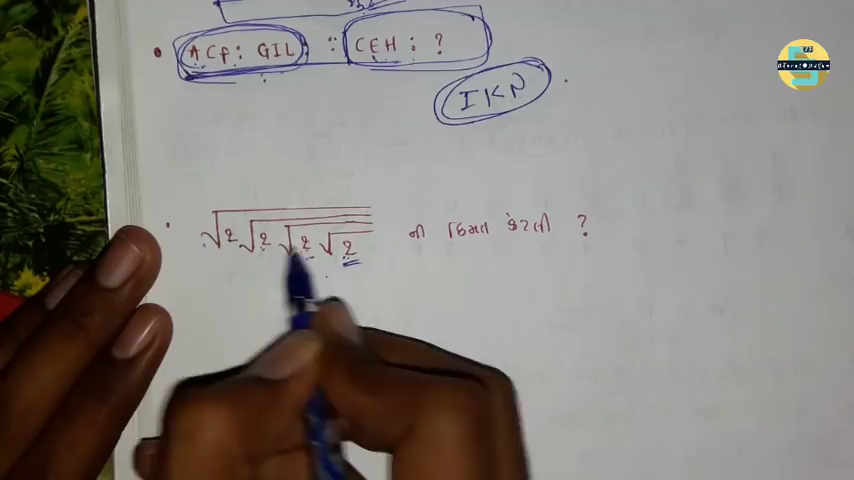 ACF : GIL :: CEH : ?
IKN
√2√2√2√2 ની કિંમત કેટલી ?